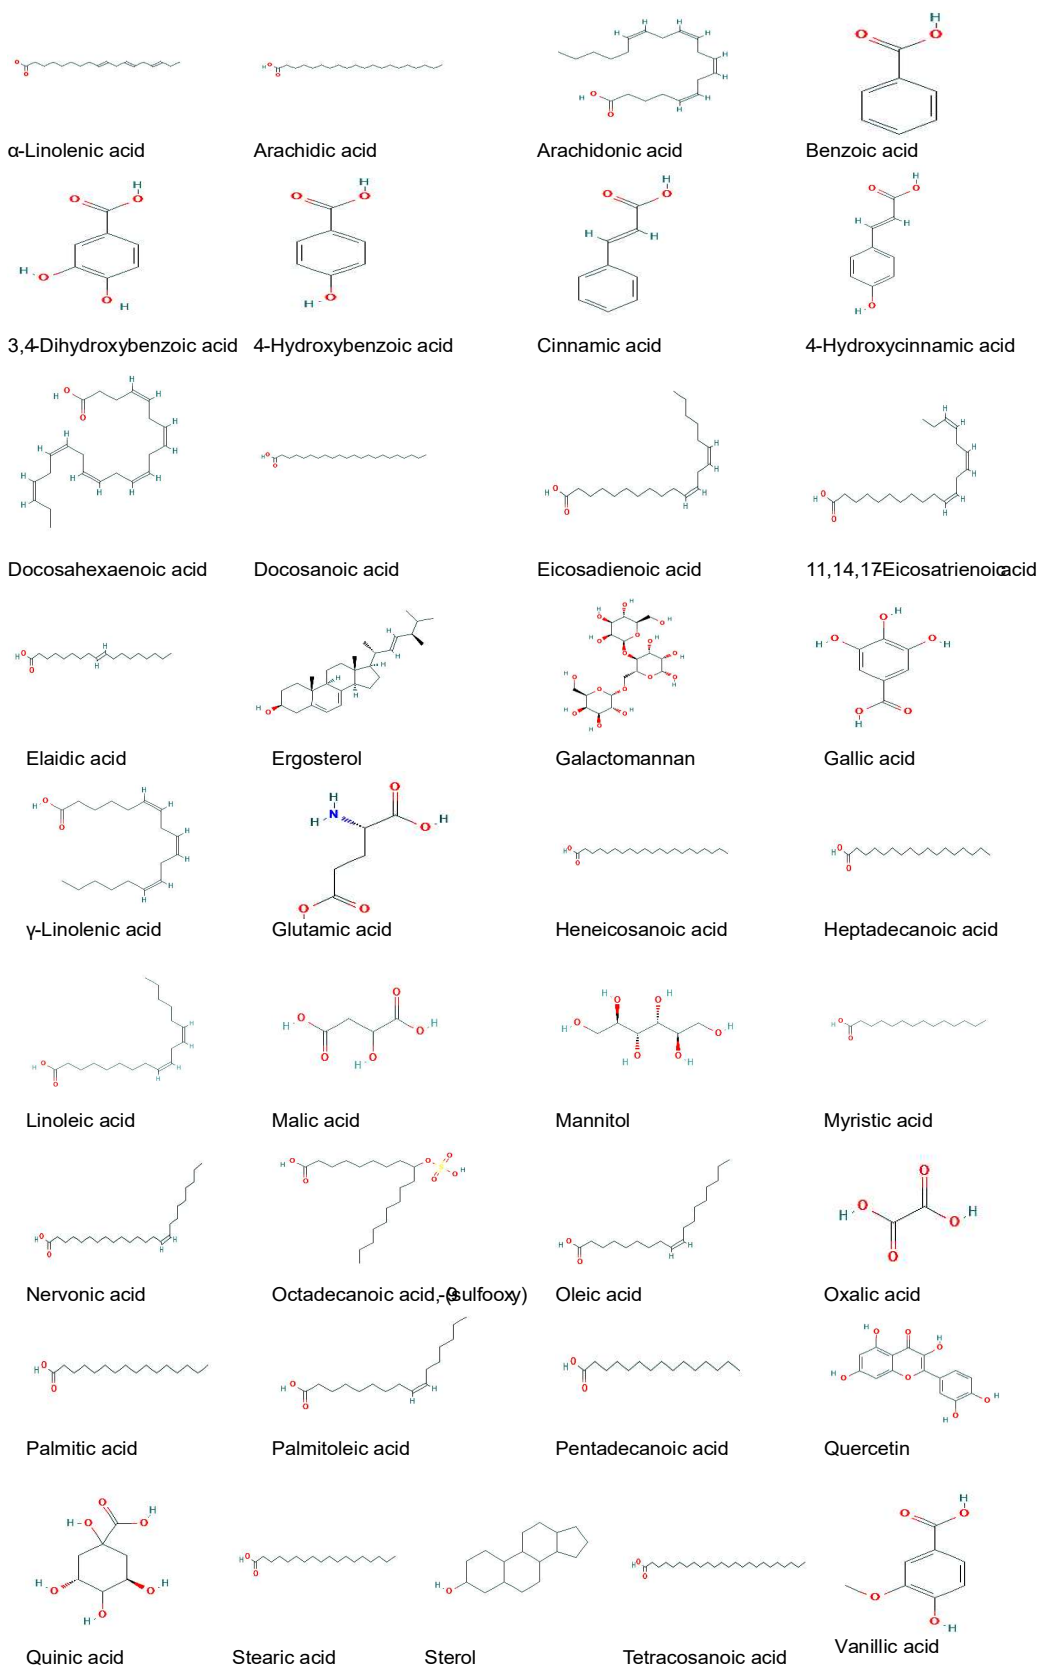 α-Linolenic acid
Arachidic acid
Arachidonic acid
Benzoic acid
3,4-Dihydroxybenzoic acid
4-Hydroxybenzoic acid
Cinnamic acid
4-Hydroxycinnamic acid
Docosahexaenoic acid
Docosanoic acid
Eicosadienoic acid
11,14,17-Eicosatrienoic acid
Elaidic acid
Ergosterol
Galactomannan
Gallic acid
γ-Linolenic acid
Glutamic acid
Heneicosanoic acid
Heptadecanoic acid
Linoleic acid
Malic acid
Mannitol
Myristic acid
Nervonic acid
Octadecanoic acid, 9-(sulfooxy)
Oleic acid
Oxalic acid
Palmitic acid
Palmitoleic acid
Pentadecanoic acid
Quercetin
Quinic acid
Stearic acid
Sterol
Tetracosanoic acid
Vanillic acid